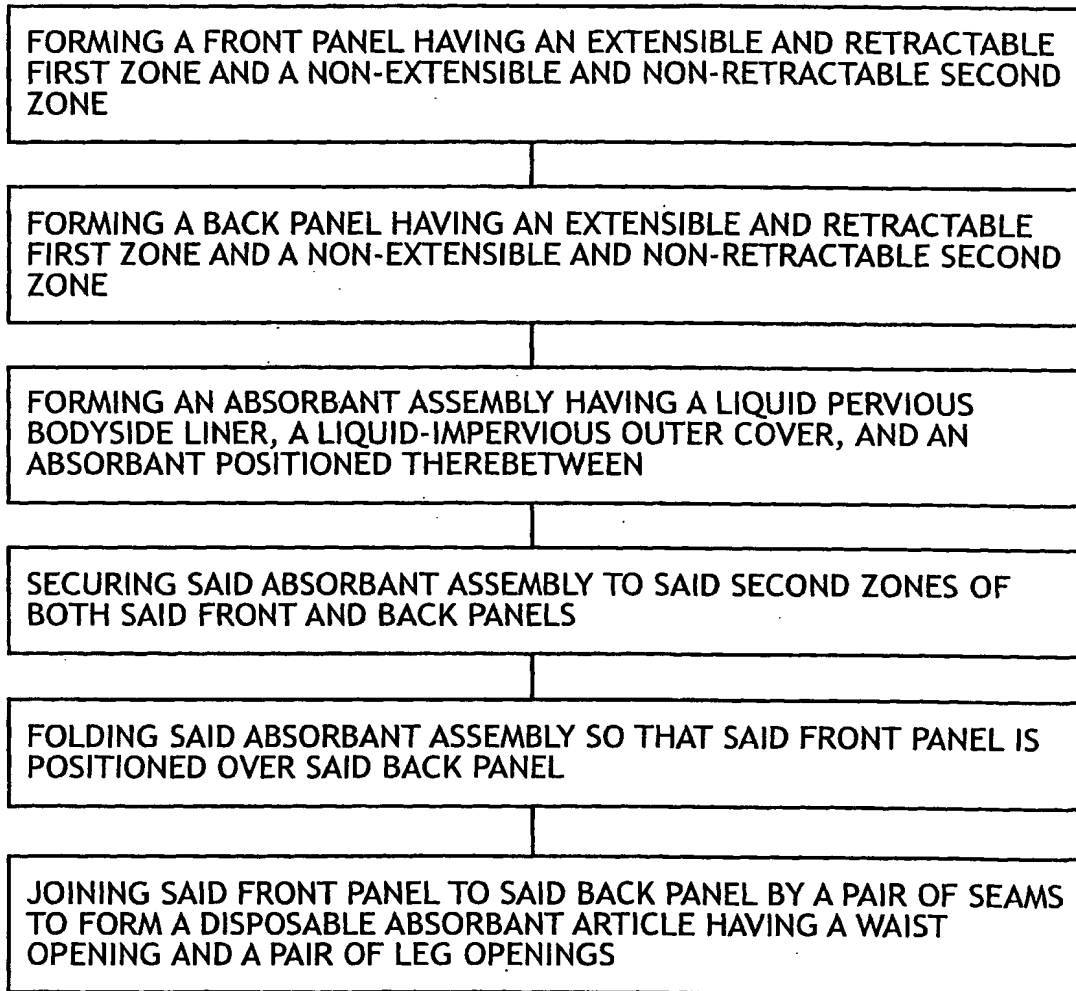 FORMING A FRONT PANEL HAVING AN EXTENSIBLE AND RETRACTABLE
FIRST ZONE AND A NON-EXTENSIBLE AND NON-RETRACTABLE SECOND
ZONE
FORMING A BACK PANEL HAVING AN EXTENSIBLE AND RETRACTABLE
FIRST ZONE AND A NON-EXTENSIBLE AND NON-RETRACTABLE SECOND
ZONE
FORMING AN ABSORBANT ASSEMBLY HAVING A LIQUID PERVIOUS
BODYSIDE LINER, A LIQUID-IMPERVIOUS OUTER COVER, AND AN
ABSORBANT POSITIONED THEREBETWEEN
SECURING SAID ABSORBANT ASSEMBLY TO SAID SECOND ZONES OF
BOTH SAID FRONT AND BACK PANELS
FOLDING SAID ABSORBANT ASSEMBLY SO THAT SAID FRONT PANEL IS
POSITIONED OVER SAID BACK PANEL
JOINING SAID FRONT PANEL TO SAID BACK PANEL BY A PAIR OF SEAMS
TO FORM A DISPOSABLE ABSORBANT ARTICLE HAVING A WAIST
OPENING AND A PAIR OF LEG OPENINGS